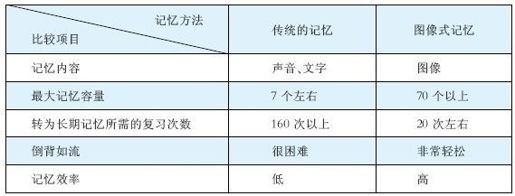 记忆方法
比较项目 传统的记忆 图像式记忆
记忆内容 声音、文字 图像
最大记忆容量 7 个左右 70 个以上
转为长期记忆所需的复习次数 160 次以上 20 次左右
倒背如流 很困难 非常轻松
记忆效率 低 高